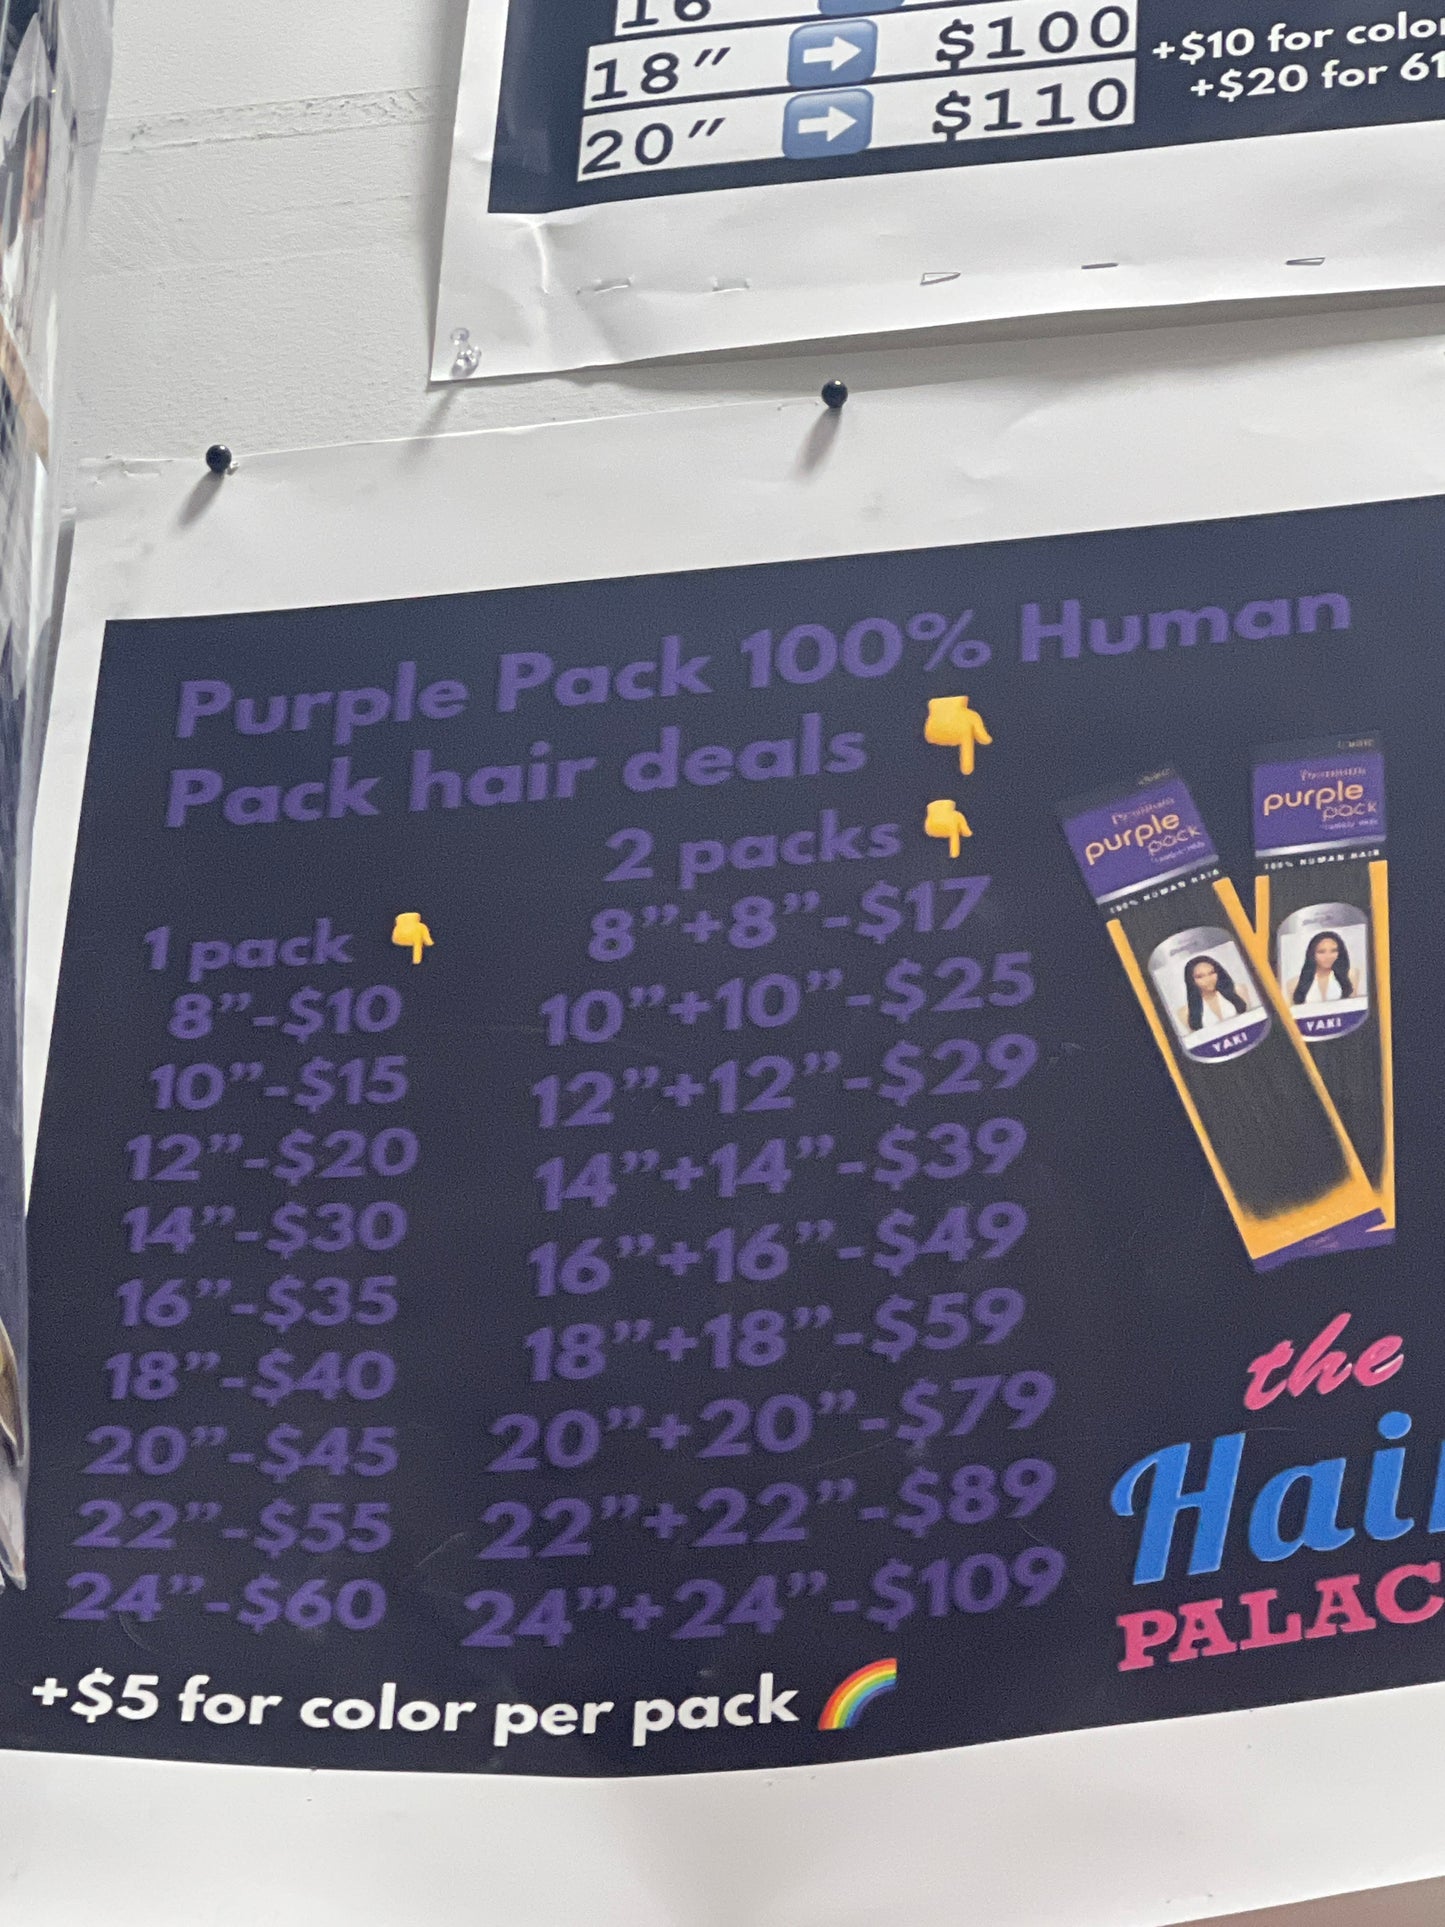 18" ➡ $100
20" ➡ $110
+$10 for
+$20 for
Purple Pack 100% Human
Pack hair deals 👇
1 pack 👇
8”-$10
10”-$15
12”-$20
14”-$30
16”-$35
18”-$40
20”-$45
22”-$55
24”-$60
2 packs 👇
8”+8”-$17
10”+10”-$25
12”+12”-$29
14”+14”-$39
16”+16”-$49
18”+18”-$59
20”+20”-$79
22”+22”-$89
24”+24”-$109
+$5 for color per pack 🌈
purple
pack
100% HUMAN HAIR
YAKI
purple
pack
100% HUMAN HAIR
YAKI
the